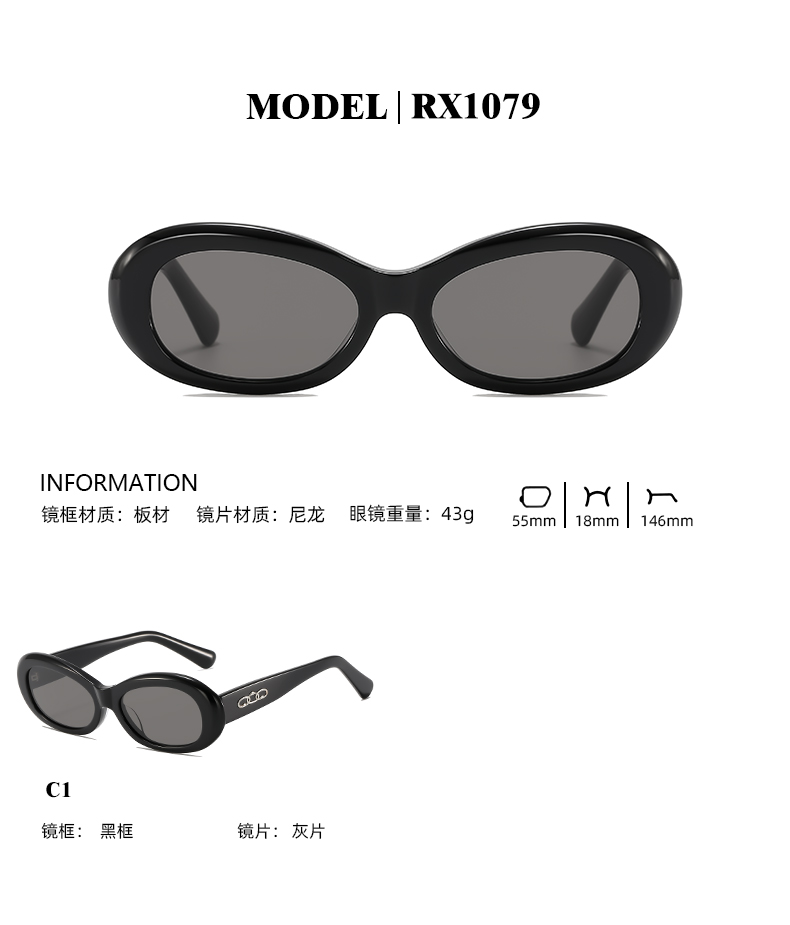 MODEL | RX1079
INFORMATION
镜框材质：板材 镜片材质：尼龙 眼镜重量：43g
55mm | 18mm | 146mm
C1
镜框： 黑框 镜片： 灰片